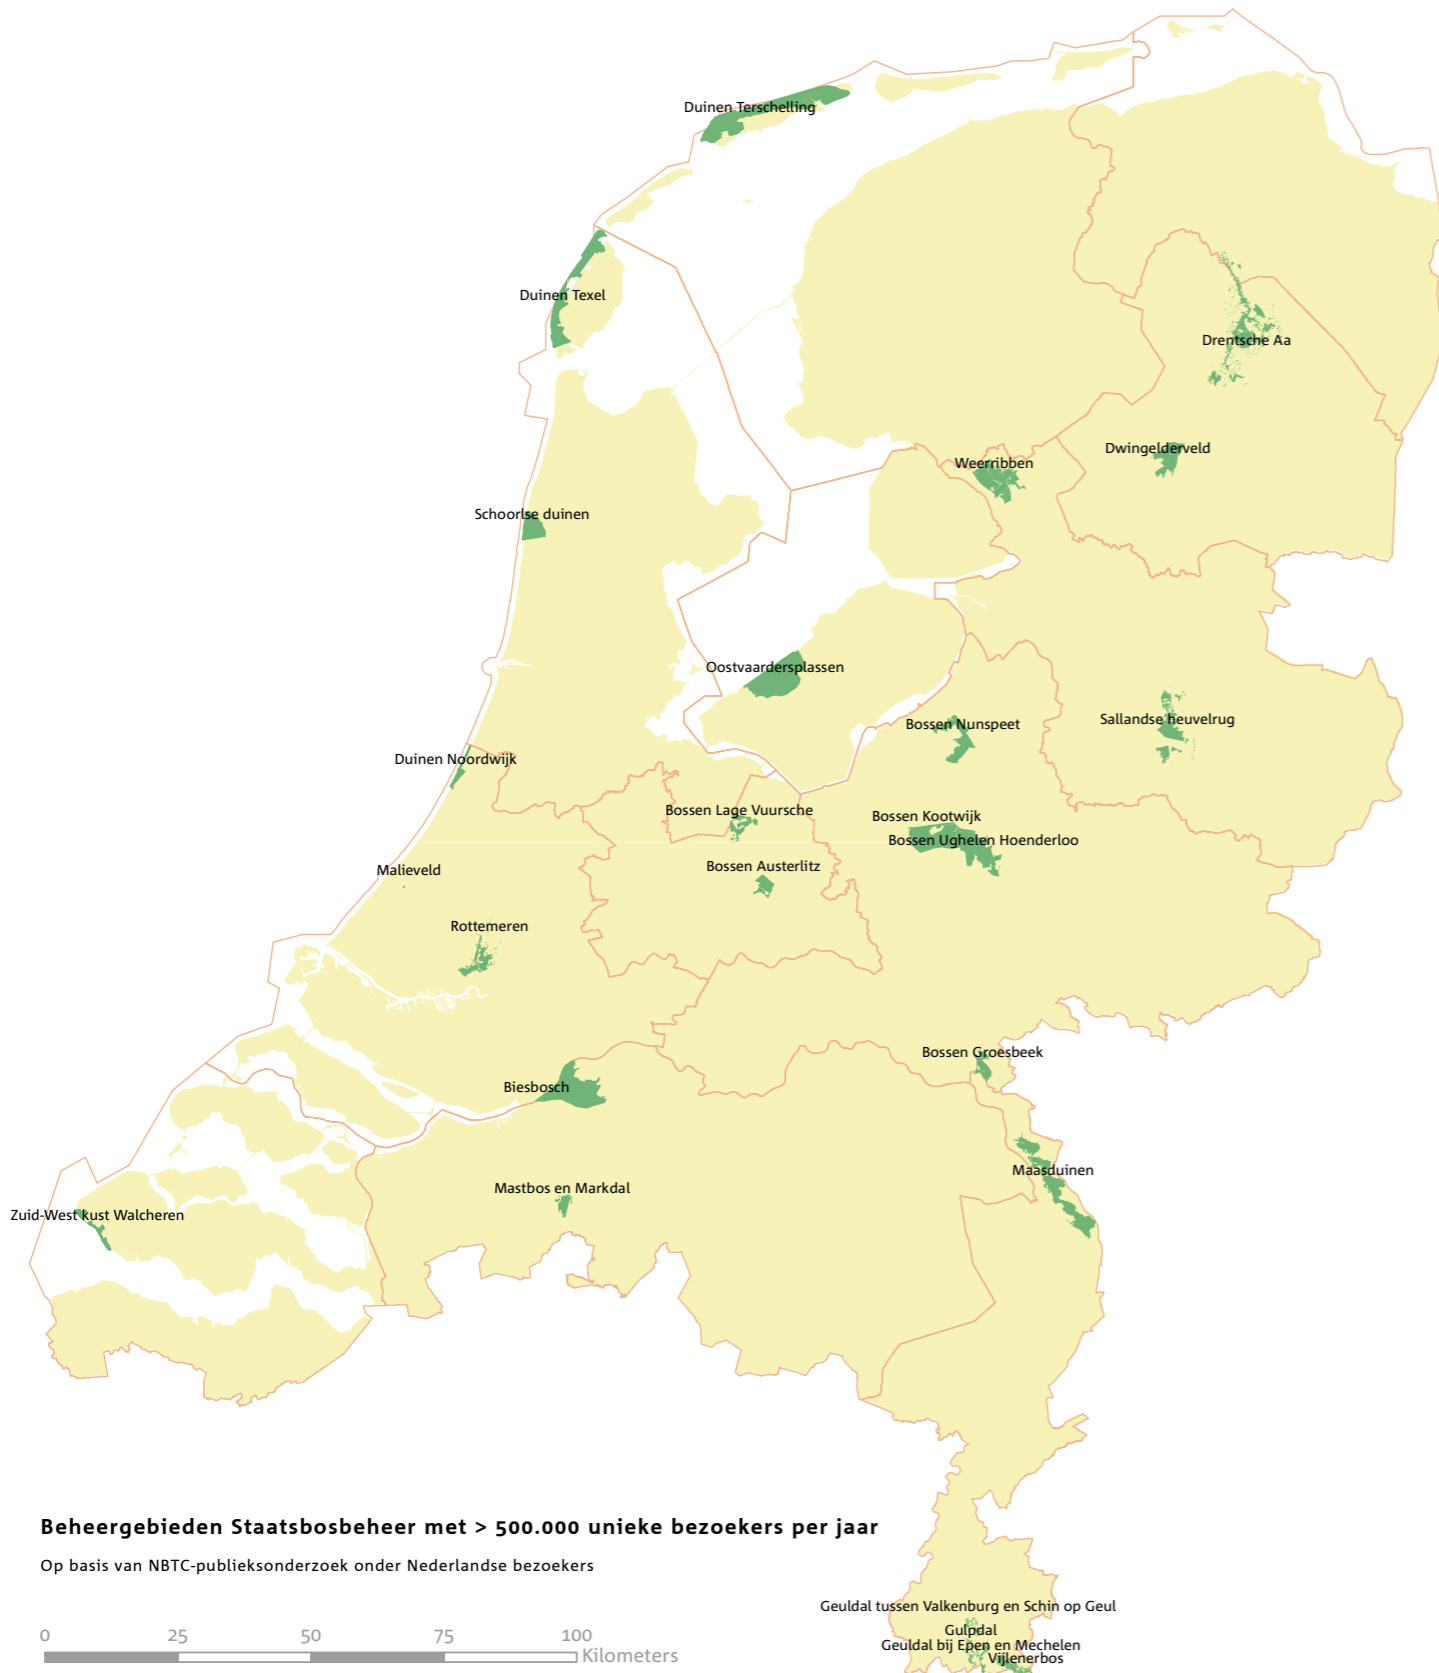 Duinen Terschelling
Duinen Texel
Drentsche Aa
Dwingelderveld
Weerribben
Schoorlse duinen
Oostvaardersplassen
Sallandse heuvelrug
Bossen Nunspeet
Duinen Noordwijk
Bossen Lage Vuursche
Bossen Kootwijk
Bossen Ughelen Hoenderloo
Malieveld
Bossen Austerlitz
Rottemeren
Bossen Groesbeek
Biesbosch
Maasduinen
Mastbos en Markdal
Zuid-West kust Walcheren
Beheergebieden Staatsbosbeheer met > 500.000 unieke bezoekers per jaar
Op basis van NBTC-publieksonderzoek onder Nederlandse bezoekers
Geuldal tussen Valkenburg en Schin op Geul
Gulpdal
Geuldal bij Epen en Mechelen
Vijlenerbos
0 25 50 75 100
Kilometers